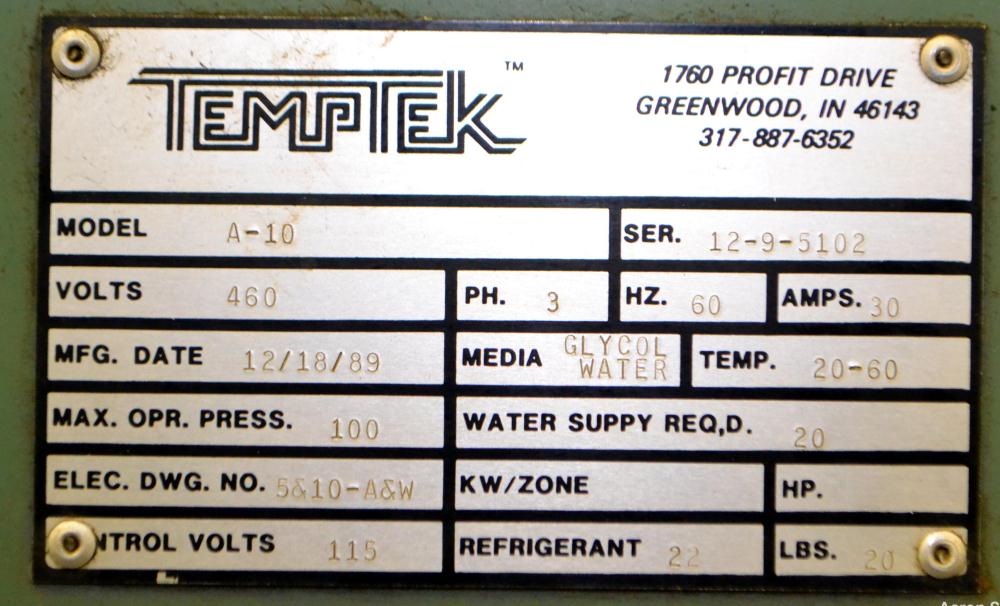 TEMPTEK ™
1760 PROFIT DRIVE
GREENWOOD, IN 46143
317-887-6352
MODEL A-10 SER. 12-9-5102
VOLTS 460 PH. 3 HZ. 60 AMPS. 30
MFG. DATE 12/18/89 MEDIA GLYCOL WATER TEMP. 20-60
MAX. OPR. PRESS. 100 WATER SUPPY REQ,D. 20
ELEC. DWG. NO. 5&10-A&W KW/ZONE HP.
NTROL VOLTS 115 REFRIGERANT 22 LBS. 20